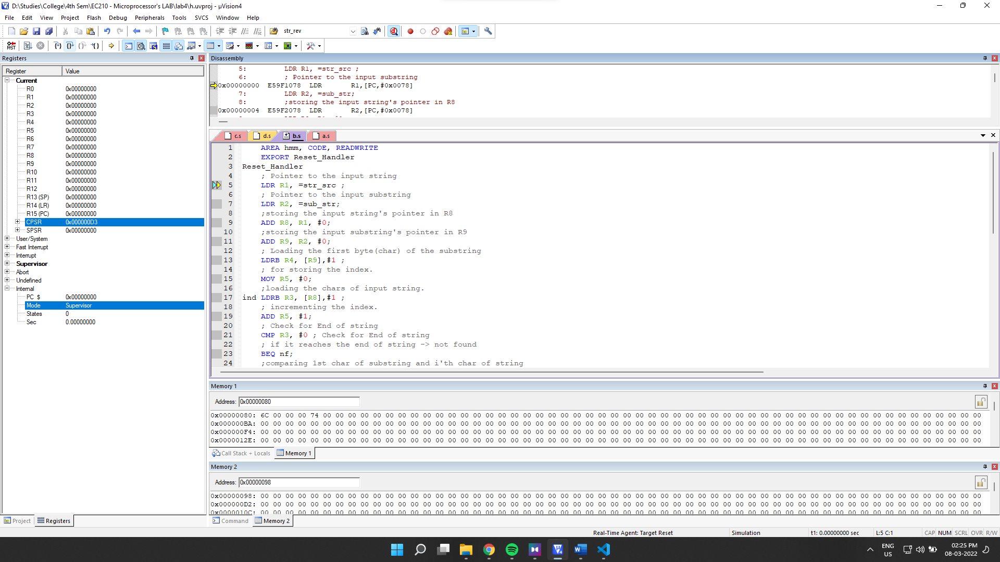 D:\Studies\College\4th Sem\EC210 - Microprocessor's LAB\lab4\h.uvproj - µVision4
File Edit View Project Flash Debug Peripherals Tools SVCS Window Help
str_rev
RST
Registers
Register Value
Current
R0 0x00000000
R1 0x00000000
R2 0x00000000
R3 0x00000000
R4 0x00000000
R5 0x00000000
R6 0x00000000
R7 0x00000000
R8 0x00000000
R9 0x00000000
R10 0x00000000
R11 0x00000000
R12 0x00000000
R13 (SP) 0x00000000
R14 (LR) 0x00000000
R15 (PC) 0x00000000
CPSR 0x000000D3
SPSR 0x00000000
User/System
Fast Interrupt
Interrupt
Supervisor
Abort
Undefined
Internal
PC $ 0x00000000
Mode Supervisor
States 0
Sec 0.00000000
Project Registers
Disassembly
5: LDR R1, =str_src ;
6: ; Pointer to the input substring
0x00000000 E59F1078 LDR R1,[PC,#0x0078]
7: LDR R2, =sub_str;
8: ;storing the input string's pointer in R8
0x00000004 E59F2078 LDR R2,[PC,#0x0078]
c.s d.s b.s a.s
1 AREA hmm, CODE, READWRITE
2 EXPORT Reset_Handler
3 Reset_Handler
4 ; Pointer to the input string
5 LDR R1, =str_src ;
6 ; Pointer to the input substring
7 LDR R2, =sub_str;
8 ;storing the input string's pointer in R8
9 ADD R8, R1, #0;
10 ;storing the input substring's pointer in R9
11 ADD R9, R2, #0;
12 ; Loading the first byte(char) of the substring
13 LDRB R4, [R9],#1 ;
14 ; for storing the index.
15 MOV R5, #0;
16 ;loading the chars of input string.
17 ind LDRB R3, [R8],#1 ;
18 ; incrementing the index.
19 ADD R5, #1;
20 ; Check for End of string
21 CMP R3, #0 ; Check for End of string
22 ; if it reaches the end of string -> not found
23 BEQ nf;
24 ;comparing 1st char of substring and i'th char of string
Memory 1
Address: 0x00000080
0x00000080: 6C 00 00 00 74 00 00 00 00 00 00 00 00 00 00 00 00 00 00 00 00 00 00 00 00 00 00 00 00 00 00 00 00 00 00 00 00 00 00 00 00 00 00 00 00 00 00 00 00 00 00 00 00 00 00 00 00 00
0x000000BA: 00 00 00 00 00 00 00 00 00 00 00 00 00 00 00 00 00 00 00 00 00 00 00 00 00 00 00 00 00 00 00 00 00 00 00 00 00 00 00 00 00 00 00 00 00 00 00 00 00 00 00 00 00 00 00 00 00 00
0x000000F4: 00 00 00 00 00 00 00 00 00 00 00 00 00 00 00 00 00 00 00 00 00 00 00 00 00 00 00 00 00 00 00 00 00 00 00 00 00 00 00 00 00 00 00 00 00 00 00 00 00 00 00 00 00 00 00 00 00 00
0x0000012E: 00 00 00 00 00 00 00 00 00 00 00 00 00 00 00 00 00 00 00 00 00 00 00 00 00 00 00 00 00 00 00 00 00 00 00 00 00 00 00 00 00 00 00 00 00 00 00 00 00 00 00 00 00 00 00 00 00 00
Call Stack + Locals Memory 1
Memory 2
Address: 0x00000098
0x00000098: 00 00 00 00 00 00 00 00 00 00 00 00 00 00 00 00 00 00 00 00 00 00 00 00 00 00 00 00 00 00 00 00 00 00 00 00 00 00 00 00 00 00 00 00 00 00 00 00 00 00 00 00 00 00 00 00 00 00
0x000000D2: 00 00 00 00 00 00 00 00 00 00 00 00 00 00 00 00 00 00 00 00 00 00 00 00 00 00 00 00 00 00 00 00 00 00 00 00 00 00 00 00 00 00 00 00 00 00 00 00 00 00 00 00 00 00 00 00 00 00
0x0000010C: 00 00 00 00 00 00 00 00 00 00 00 00 00 00 00 00 00 00 00 00 00 00 00 00 00 00 00 00 00 00 00 00 00 00 00 00 00 00 00 00 00 00 00 00 00 00 00 00 00 00 00 00 00 00 00 00 00 00
Command Memory 2
Real-Time Agent: Target Reset Simulation t1: 0.00000000 sec L:5 C:1 CAP NUM SCRL OVR R/W
ENG
US
02:25 PM
08-03-2022